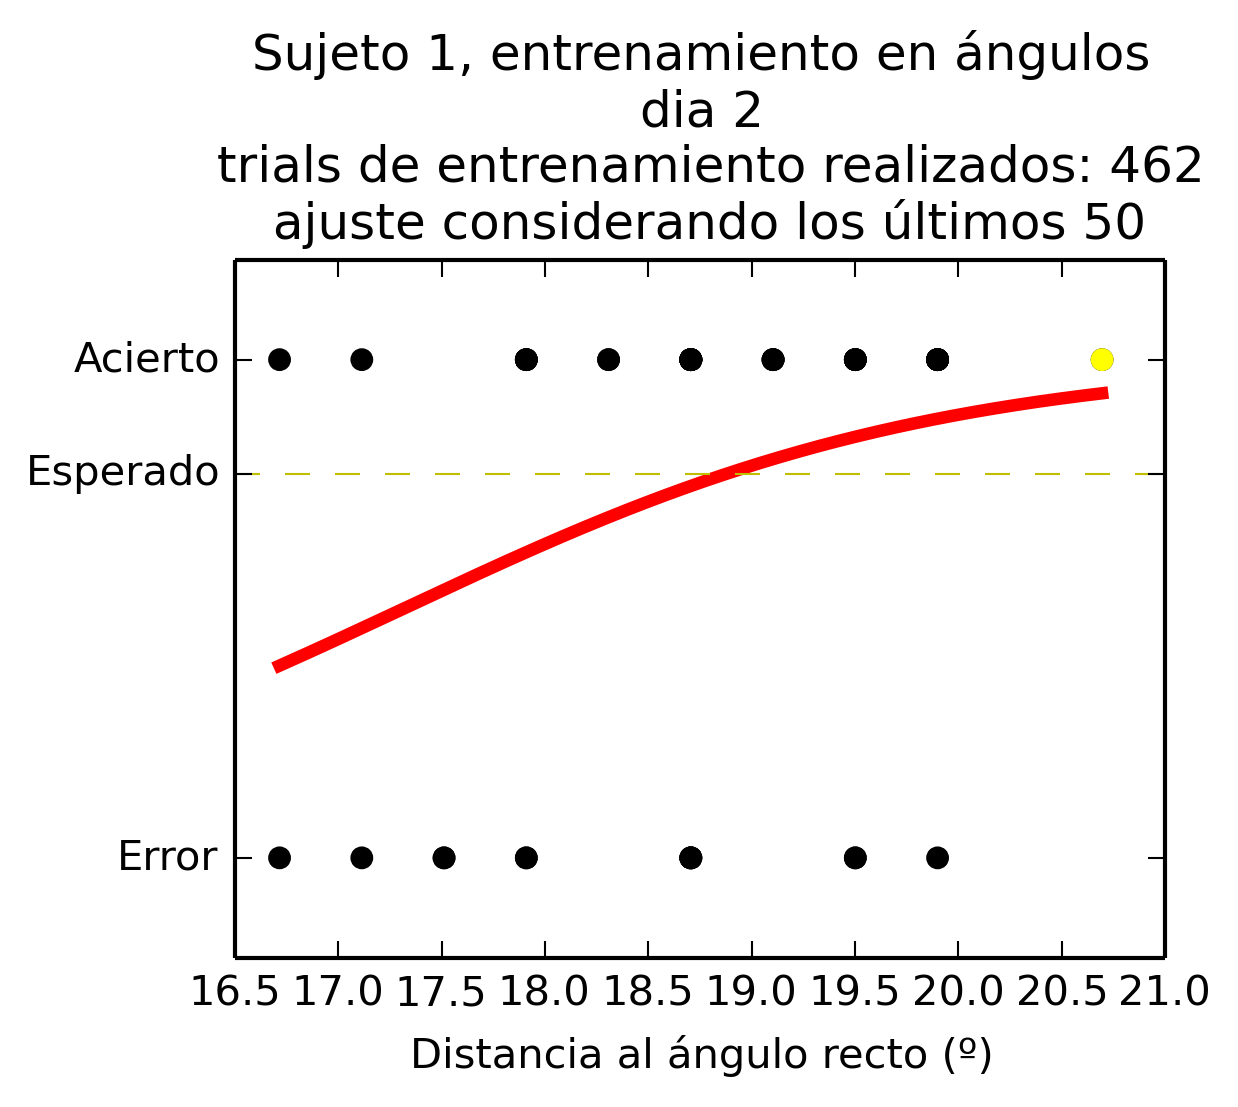 Sujeto 1, entrenamiento en ángulos
dia 2
trials de entrenamiento realizados: 462
ajuste considerando los últimos 50
Acierto
Esperado
Error
16.5 17.0 17.5 18.0 18.5 19.0 19.5 20.0 20.5 21.0
Distancia al ángulo recto (º)